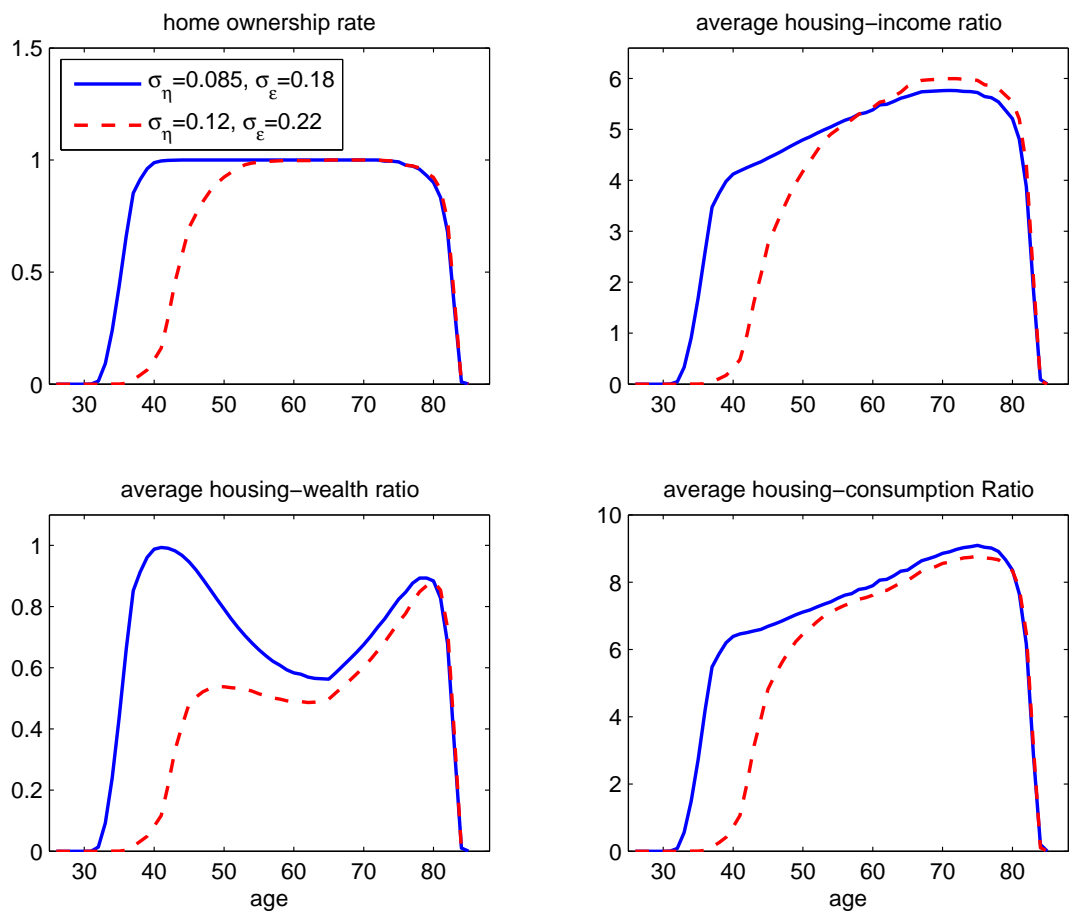 home ownership rate
1.5
1
0.5
0
30 40 50 60 70 80
σ_η=0.085, σ_ε=0.18
σ_η=0.12, σ_ε=0.22
average housing−income ratio
6
5
4
3
2
1
0
30 40 50 60 70 80
average housing−wealth ratio
1
0.8
0.6
0.4
0.2
0
30 40 50 60 70 80
age
average housing−consumption Ratio
10
8
6
4
2
0
30 40 50 60 70 80
age